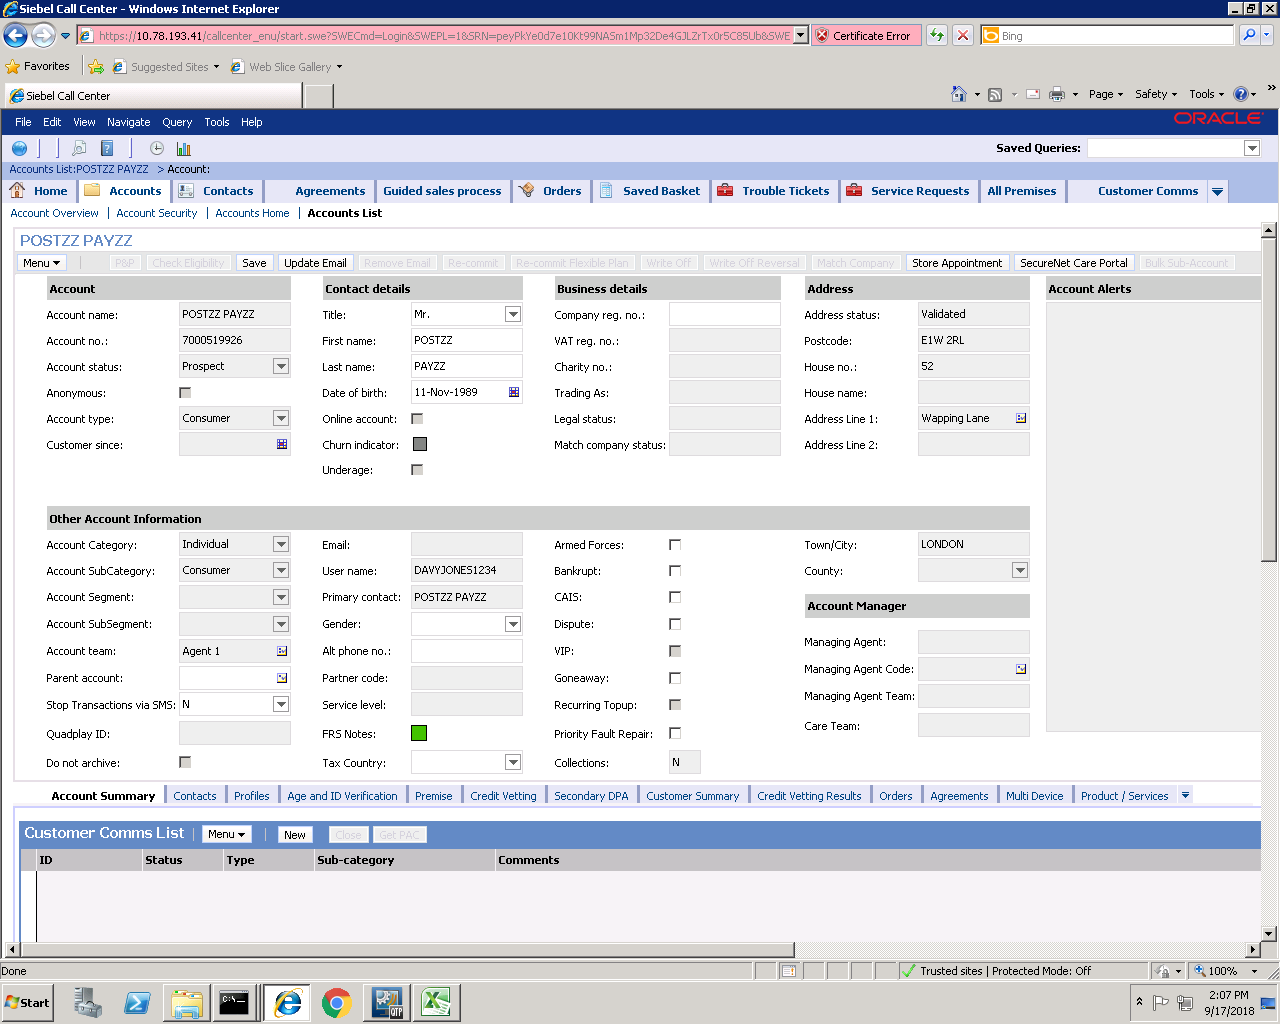 Siebel Call Center - Windows Internet Explorer
https://10.78.193.41/callcenter_enu/start.swe?SWECmd=Login&SWEPL=1&SRN=peyPkYe0d7e10Kt99NASm1Mp32De4GJLZrTx0r5C85Ub&SWE
Certificate Error
Bing
Favorites Suggested Sites Web Slice Gallery
Siebel Call Center
Page Safety Tools »
File Edit View Navigate Query Tools Help
ORACLE
Saved Queries:
Accounts List:POSTZZ PAYZZ > Account:
Home Accounts Contacts Agreements Guided sales process Orders Saved Basket Trouble Tickets Service Requests All Premises Customer Comms
Account Overview | Account Security | Accounts Home | Accounts List
POSTZZ PAYZZ
Menu P&P Check Eligibility Save Update Email Remove Email Re-commit Re-commit Flexible Plan Write Off Write Off Reversal Match Company Store Appointment SecureNet Care Portal Bulk Sub-Account
Account Contact details Business details Address Account Alerts
Account name: POSTZZ PAYZZ Title: Mr. Company reg. no.: Address status: Validated
Account no.: 7000519926 First name: POSTZZ VAT reg. no.: Postcode: E1W 2RL
Account status: Prospect Last name: PAYZZ Charity no.: House no.: 52
Anonymous: Date of birth: 11-Nov-1989 Trading As: House name:
Account type: Consumer Online account: Legal status: Address Line 1: Wapping Lane
Customer since: Churn indicator: Match company status: Address Line 2:
Underage:
Other Account Information
Account Category: Individual Email: Armed Forces: Town/City: LONDON
Account SubCategory: Consumer User name: DAVYJONES1234 Bankrupt: County:
Account Segment: Primary contact: POSTZZ PAYZZ CAIS: Account Manager
Account SubSegment: Gender: Dispute:
Account team: Agent 1 Alt phone no.: VIP: Managing Agent:
Parent account: Partner code: Goneaway: Managing Agent Code:
Stop Transactions via SMS: N Service level: Recurring Topup: Managing Agent Team:
Quadplay ID: FRS Notes: Priority Fault Repair: Care Team:
Do not archive: Tax Country: Collections: N
Account Summary Contacts Profiles Age and ID Verification Premise Credit Vetting Secondary DPA Customer Summary Credit Vetting Results Orders Agreements Multi Device Product / Services
Customer Comms List Menu New Close Get PAC
ID Status Type Sub-category Comments
Done Trusted sites | Protected Mode: Off 100%
Start C:\ QTP 2:07 PM
9/17/2018